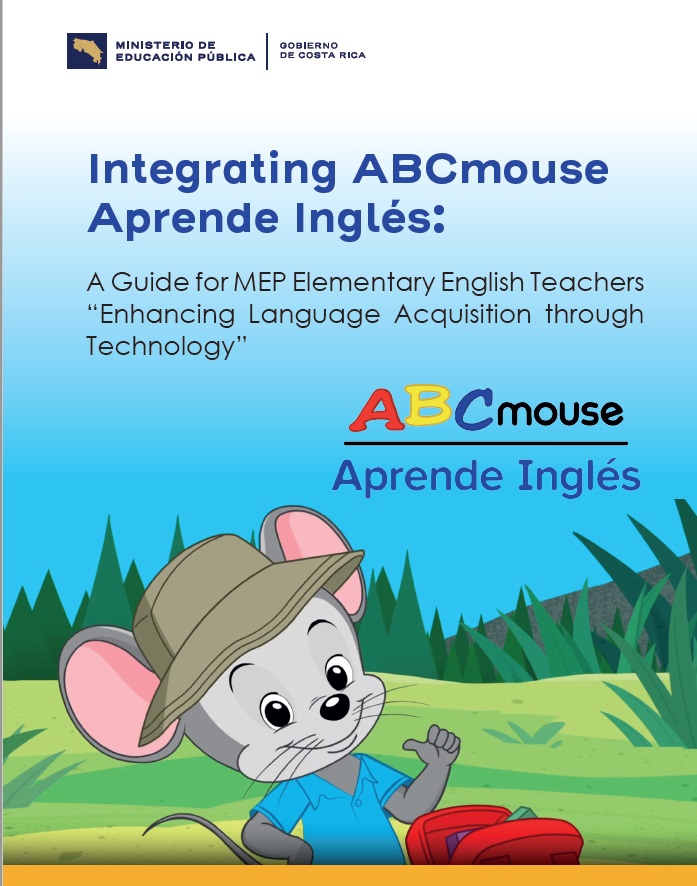 MINISTERIO DE
EDUCACIÓN PÚBLICA
GOBIERNO
DE COSTA RICA
Integrating ABCmouse
Aprende Inglés:
A Guide for MEP Elementary English Teachers
“Enhancing Language Acquisition through
Technology”
ABCmouse
Aprende Inglés